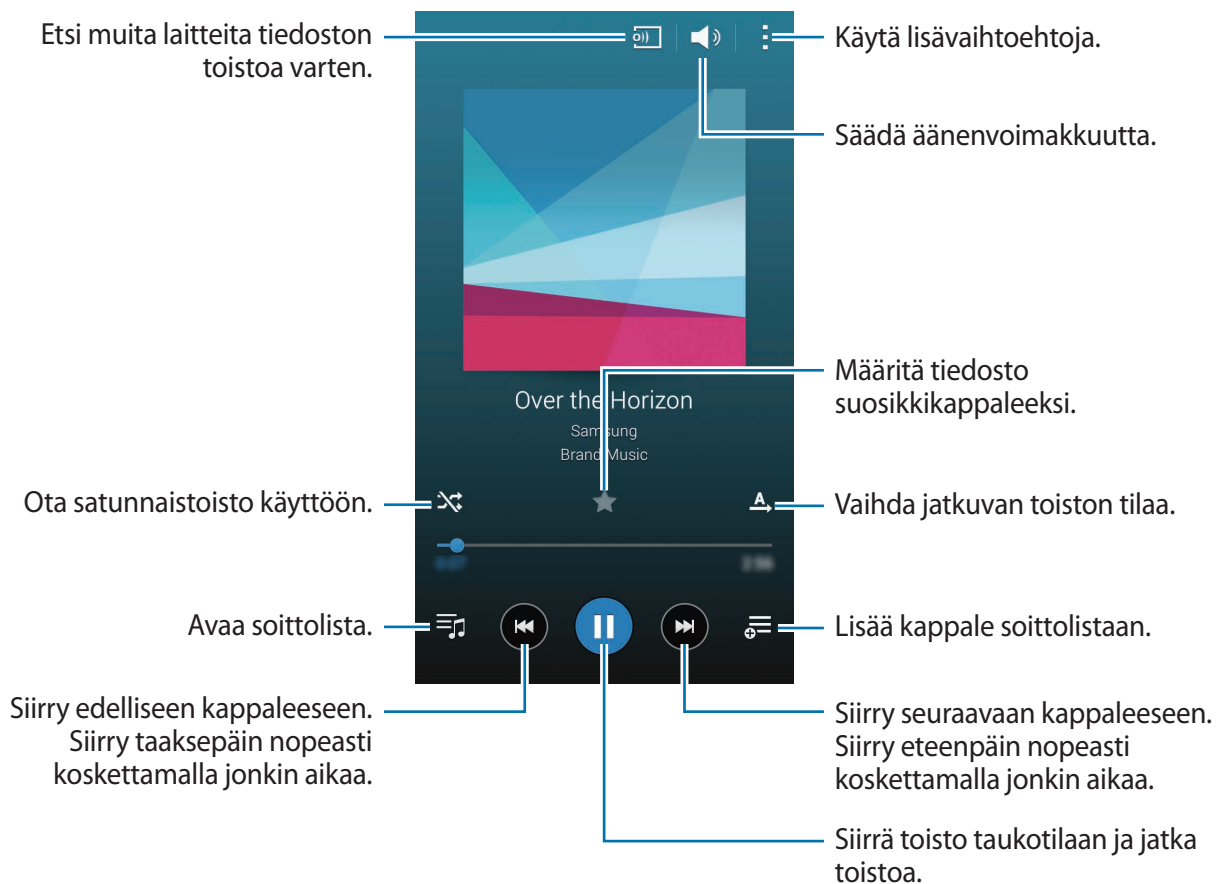 Etsi muita laitteita tiedoston
toistoa varten.
Käytä lisävaihtoehtoja.
Säädä äänenvoimakkuutta.
Määritä tiedosto
suosikkikappaleeksi.
Over the Horizon
Samsung
Brand Music
Ota satunnaistoisto käyttöön.
A
Vaihda jatkuvan toiston tilaa.
Avaa soittolista.
Lisää kappale soittolistaan.
Siirry edelliseen kappaleeseen.
Siirry taaksepäin nopeasti
koskettamalla jonkin aikaa.
Siirry seuraavaan kappaleeseen.
Siirry eteenpäin nopeasti
koskettamalla jonkin aikaa.
Siirrä toisto taukotilaan ja jatka
toistoa.